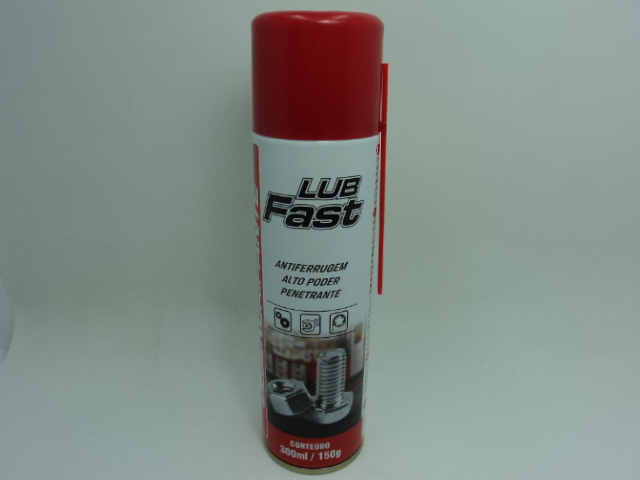 LUB
Fast
ANTIFERRUGEM
ALTO PODER
PENETRANTE
CONTEÚDO
300ml / 150g